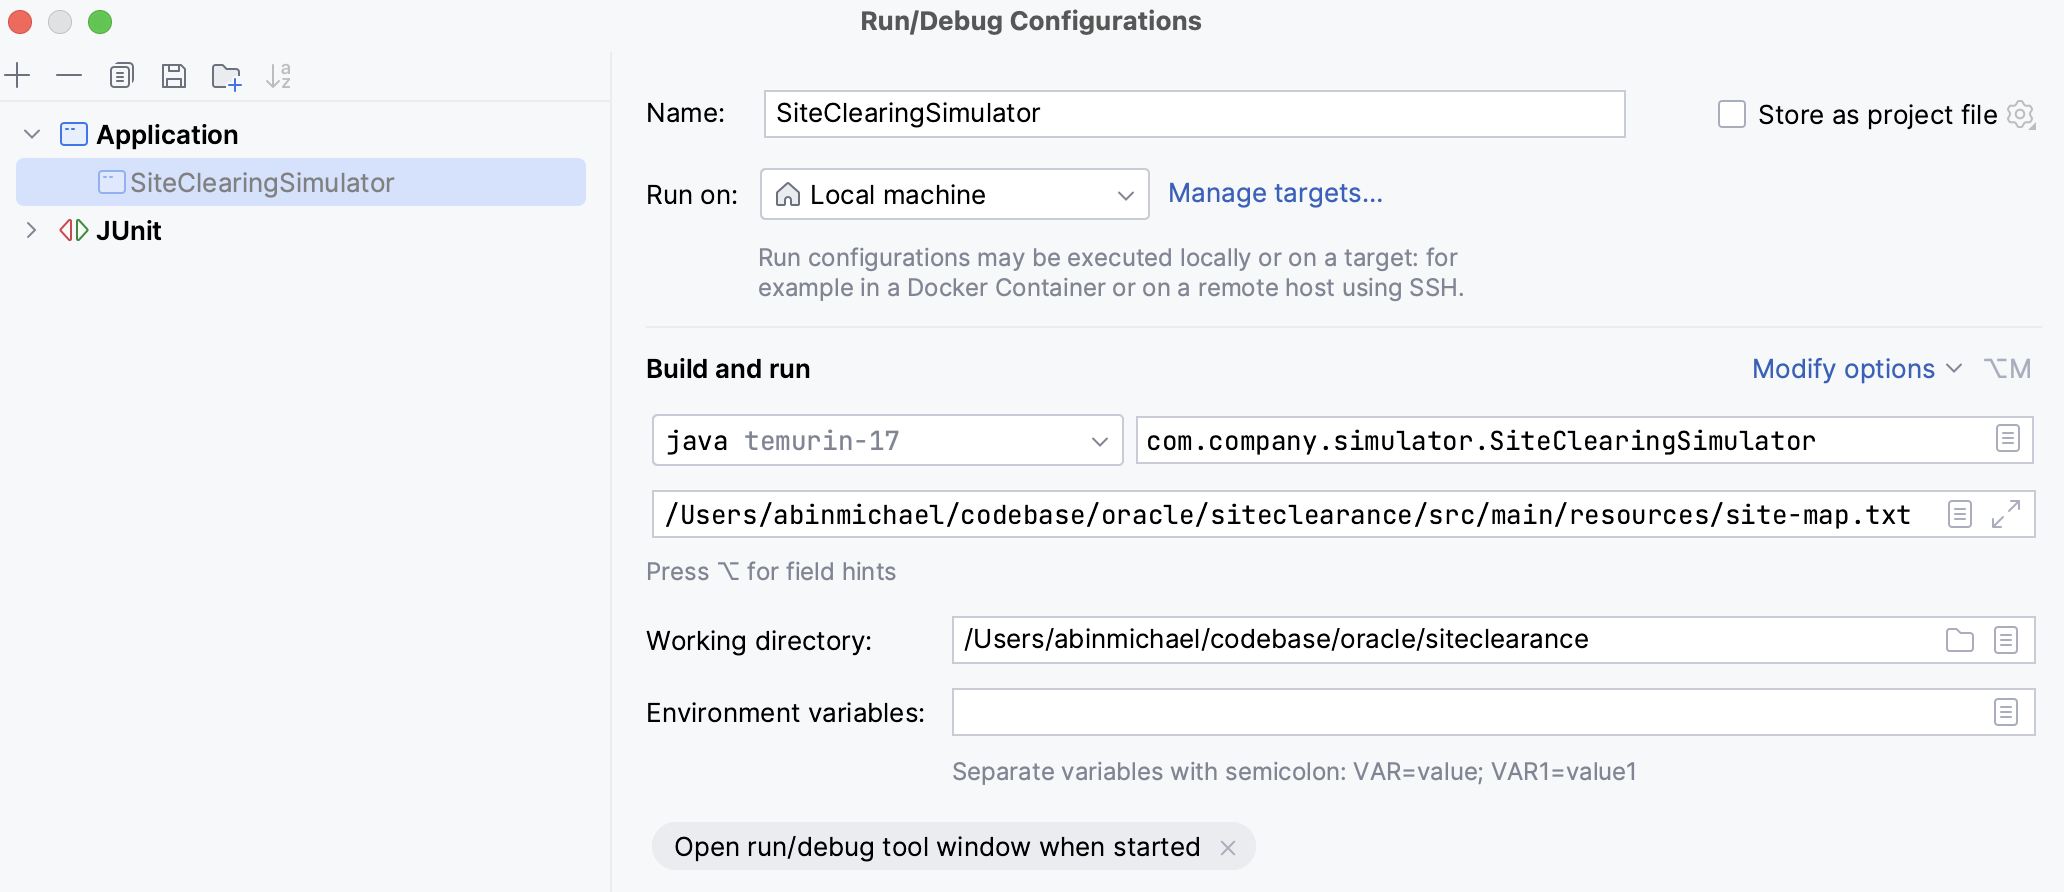 Run/Debug Configurations
Application
SiteClearingSimulator
JUnit
Name: SiteClearingSimulator Store as project file
Run on: Local machine Manage targets...
Run configurations may be executed locally or on a target: for
example in a Docker Container or on a remote host using SSH.
Build and run Modify options ⌥M
java temurin-17 com.company.simulator.SiteClearingSimulator
/Users/abinmichael/codebase/oracle/siteclearance/src/main/resources/site-map.txt
Press ⌥ for field hints
Working directory: /Users/abinmichael/codebase/oracle/siteclearance
Environment variables:
Separate variables with semicolon: VAR=value; VAR1=value1
Open run/debug tool window when started